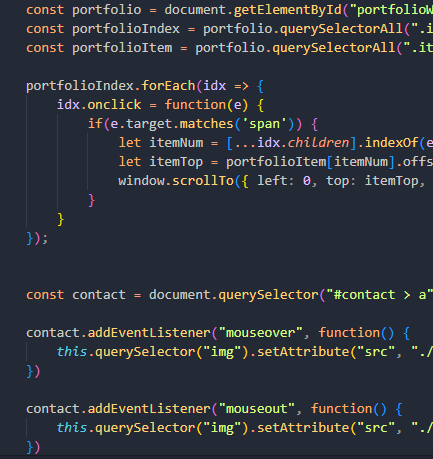 const portfolio = document.getElementById("portfolioW
const portfolioIndex = portfolio.querySelectorAll(".i
const portfolioItem = portfolio.querySelectorAll(".it
portfolioIndex.forEach(idx => {
idx.onclick = function(e) {
if(e.target.matches('span')) {
let itemNum = [...idx.children].indexOf(e
let itemTop = portfolioItem[itemNum].offs
window.scrollTo({ left: 0, top: itemTop,
}
}
});
const contact = document.querySelector("#contact > a"
contact.addEventListener("mouseover", function() {
this.querySelector("img").setAttribute("src", "./
})
contact.addEventListener("mouseout", function() {
this.querySelector("img").setAttribute("src", "./
})